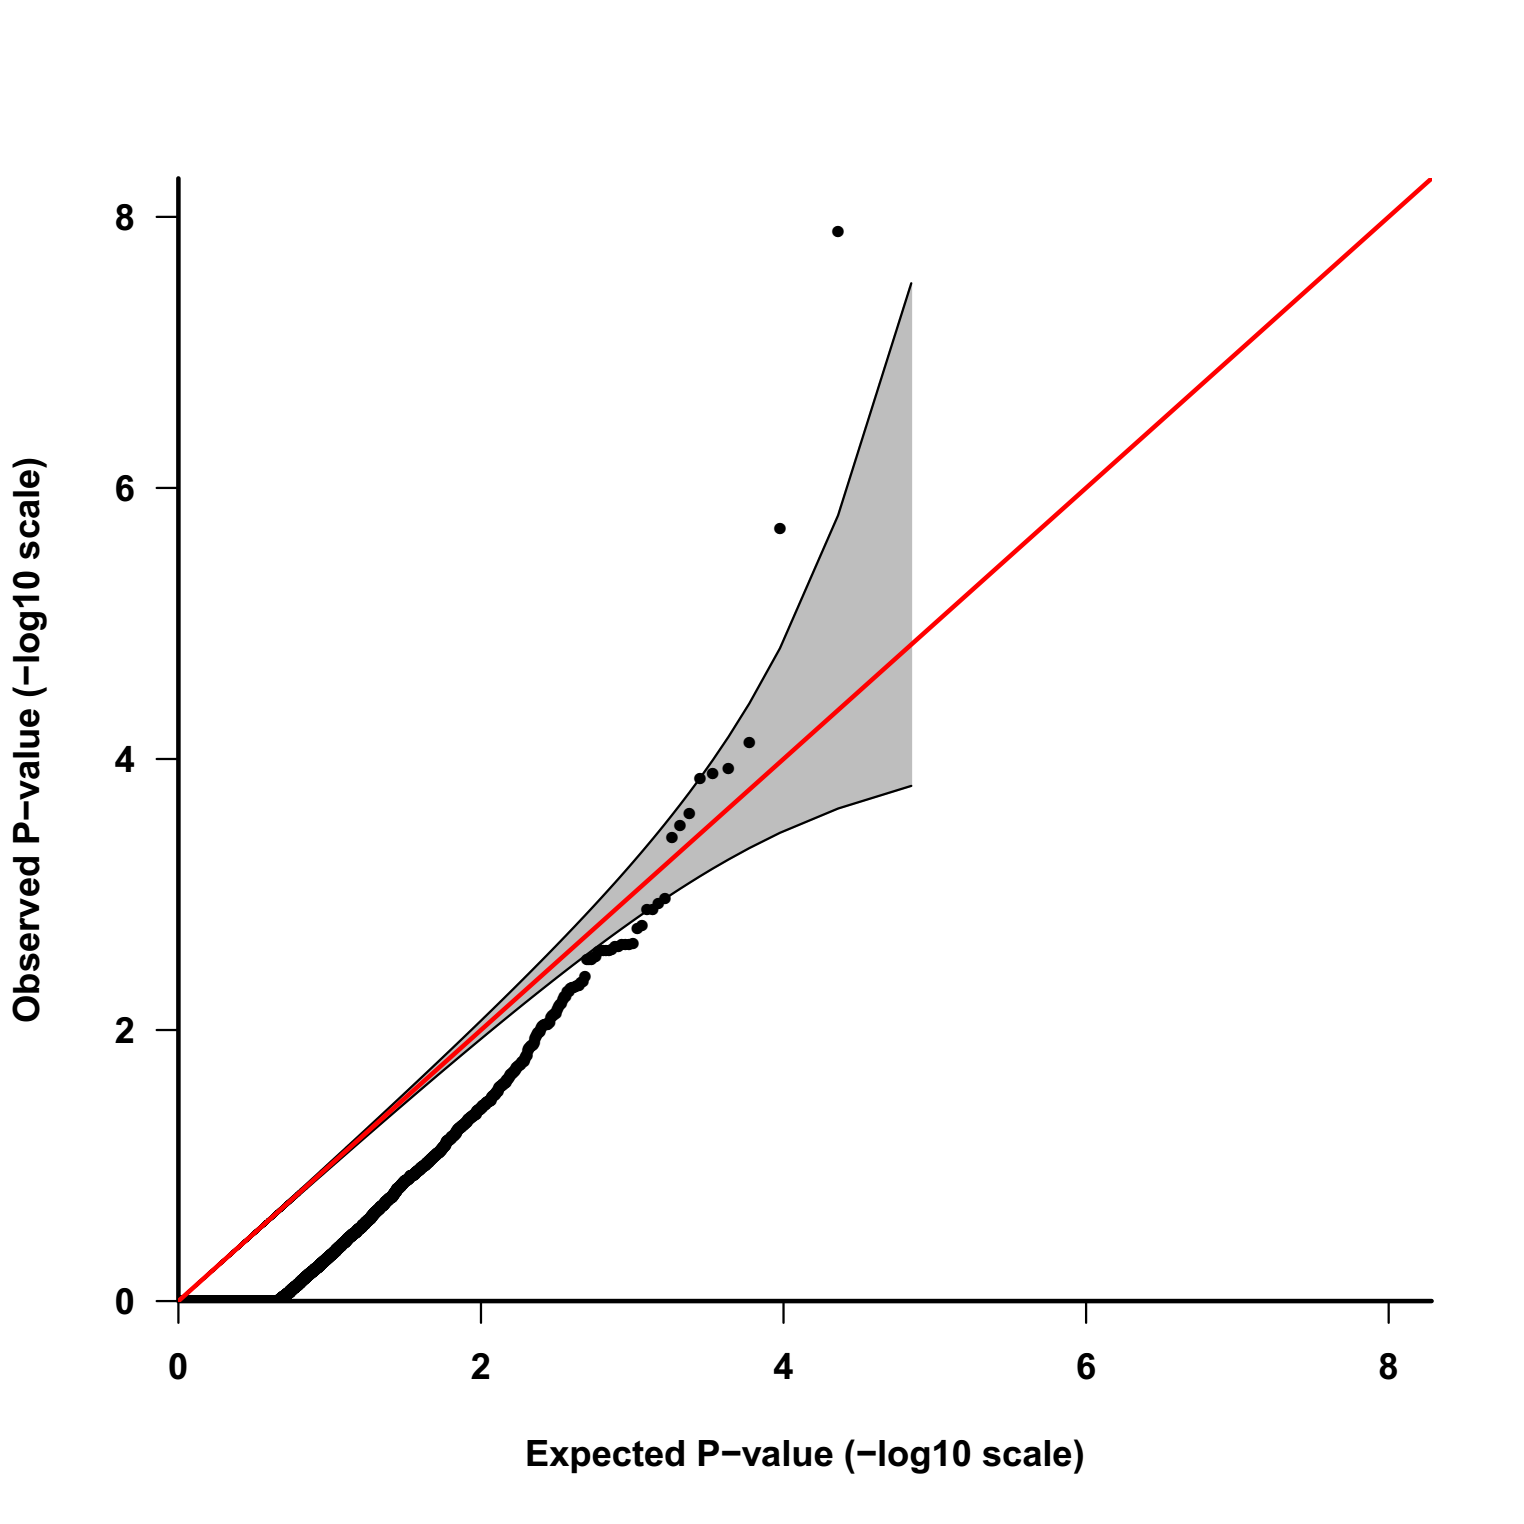 Observed P−value (−log10 scale)
8
6
4
2
0
0 2 4 6 8
Expected P−value (−log10 scale)